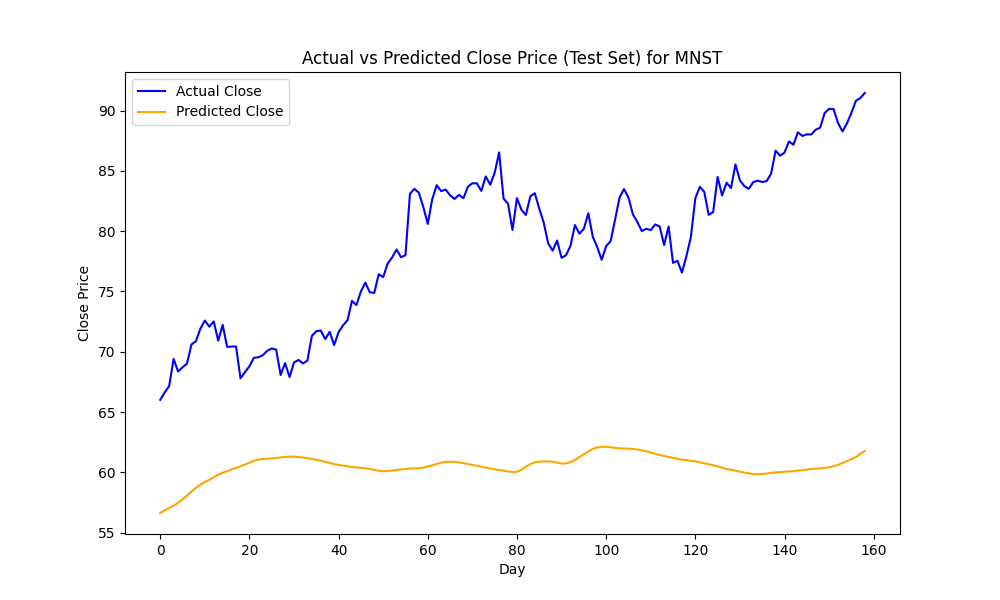 Actual vs Predicted Close Price (Test Set) for MNST
Actual Close
Predicted Close
Close Price
90
85
80
75
70
65
60
55
0 20 40 60 80 100 120 140 160
Day